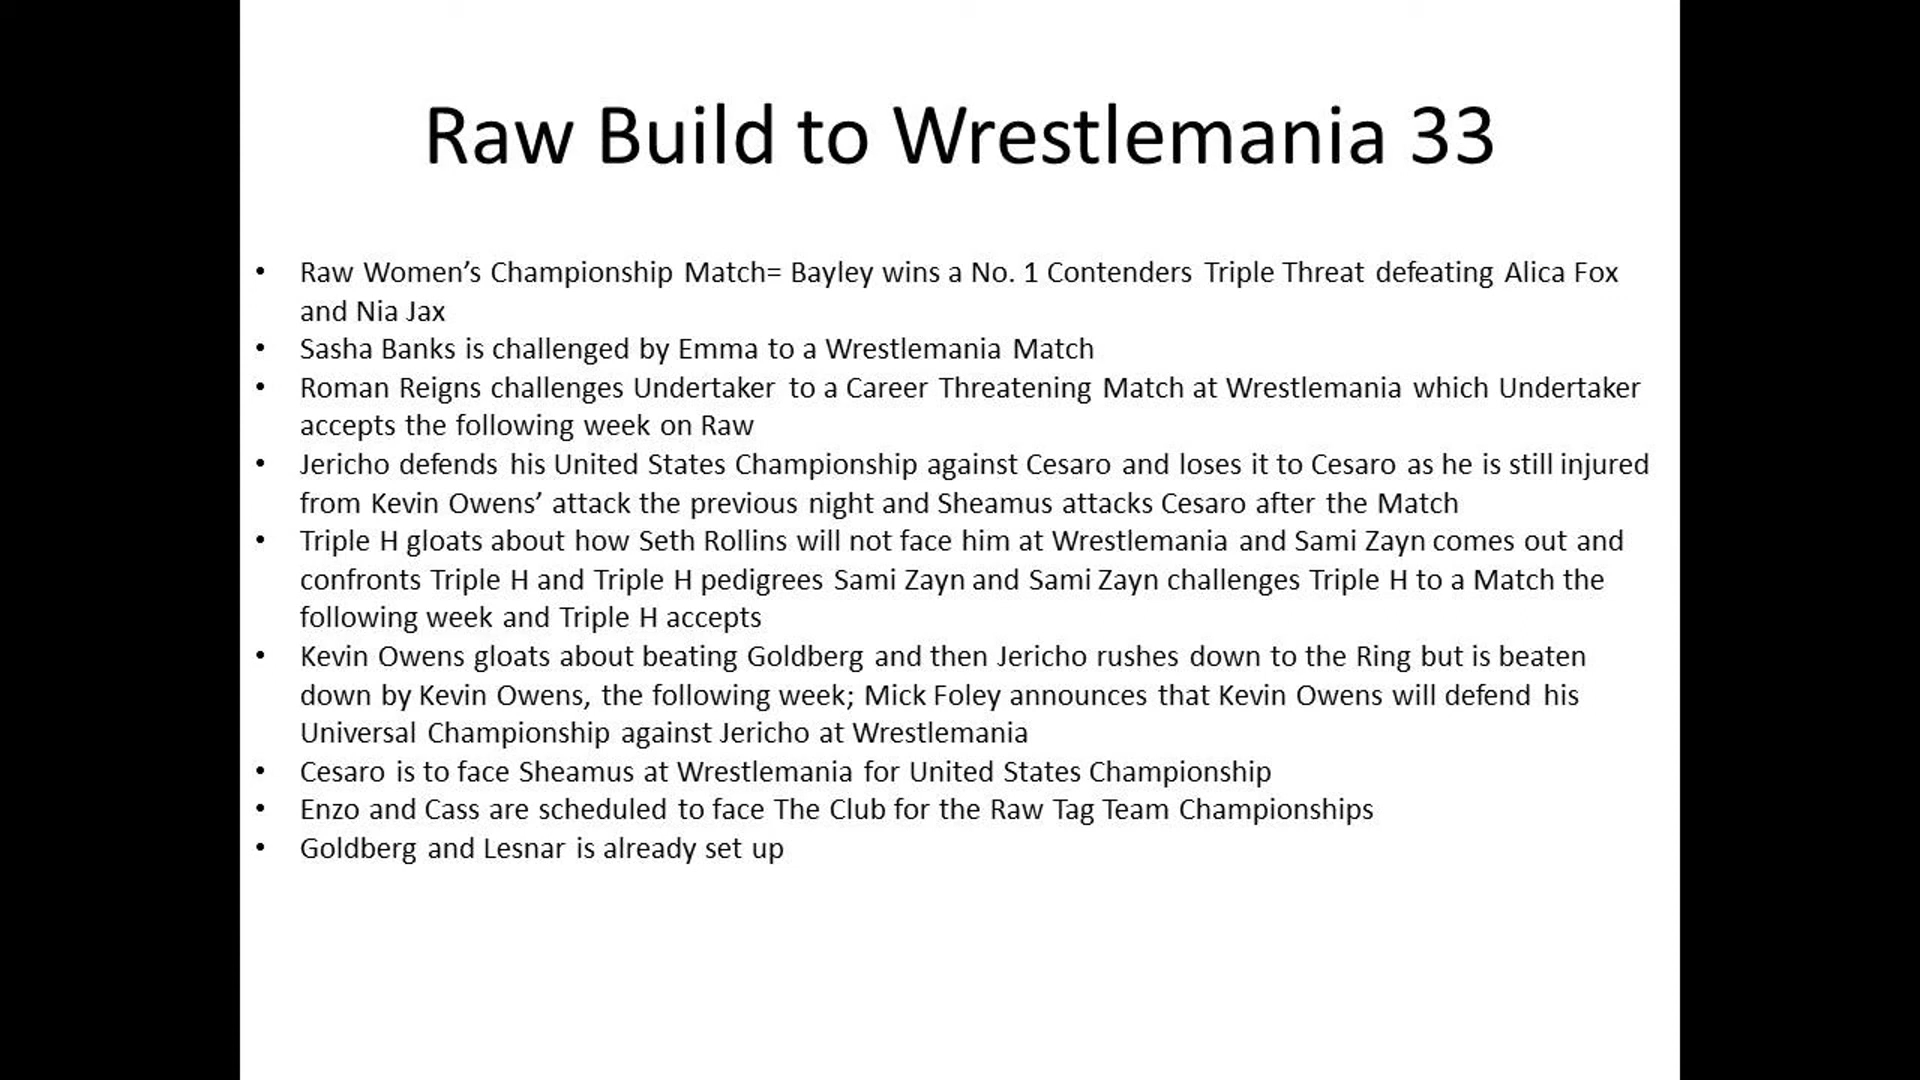 Raw Build to Wrestlemania 33
• Raw Women’s Championship Match= Bayley wins a No. 1 Contenders Triple Threat defeating Alica Fox
and Nia Jax
• Sasha Banks is challenged by Emma to a Wrestlemania Match
• Roman Reigns challenges Undertaker to a Career Threatening Match at Wrestlemania which Undertaker
accepts the following week on Raw
• Jericho defends his United States Championship against Cesaro and loses it to Cesaro as he is still injured
from Kevin Owens’ attack the previous night and Sheamus attacks Cesaro after the Match
• Triple H gloats about how Seth Rollins will not face him at Wrestlemania and Sami Zayn comes out and
confronts Triple H and Triple H pedigrees Sami Zayn and Sami Zayn challenges Triple H to a Match the
following week and Triple H accepts
• Kevin Owens gloats about beating Goldberg and then Jericho rushes down to the Ring but is beaten
down by Kevin Owens, the following week; Mick Foley announces that Kevin Owens will defend his
Universal Championship against Jericho at Wrestlemania
• Cesaro is to face Sheamus at Wrestlemania for United States Championship
• Enzo and Cass are scheduled to face The Club for the Raw Tag Team Championships
• Goldberg and Lesnar is already set up